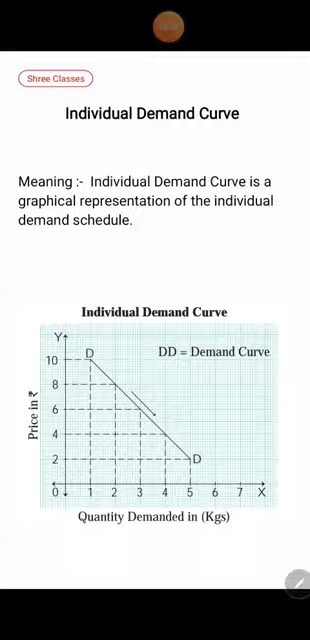 Shree Classes
Individual Demand Curve
Meaning :- Individual Demand Curve is a
graphical representation of the individual
demand schedule.
Individual Demand Curve
Y
D
DD = Demand Curve
10
8
6
4
2
D
Price in ₹
0 1 2 3 4 5 6 7 X
Quantity Demanded in (Kgs)